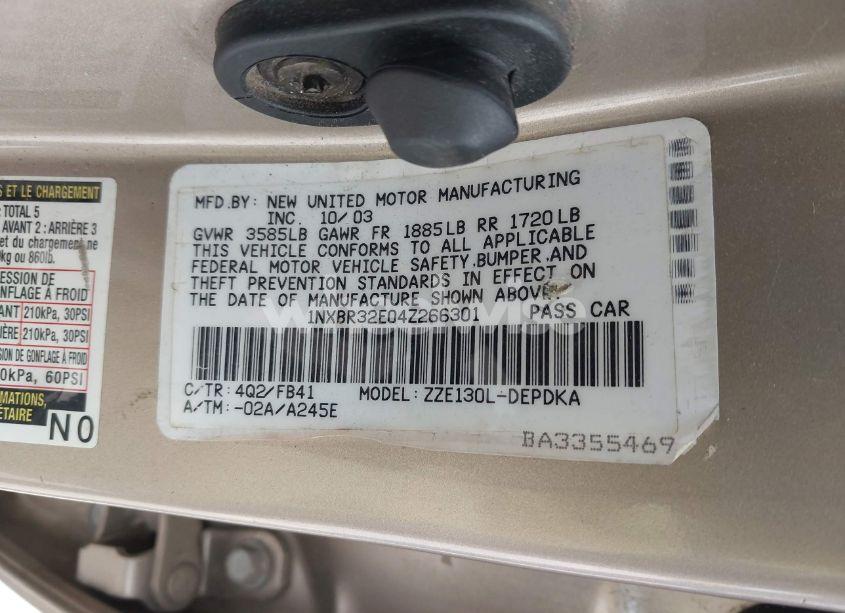 S ET LE CHARGEMENT
TOTAL 5
AVANT 2 : ARRIÈRE 3
et du chargement ne
kg ou 860lb.
ESSION DE
ONFLAGE À FROID
ANT 210kPa, 30PSI
IÈRE 210kPa, 30PSI
SION DE GONFLAGE À FROID
0kPa, 60PSI
MATIONS,
ÉTAIRE
NO
MFD.BY: NEW UNITED MOTOR MANUFACTURING
INC. 10/03
GVWR 3585LB GAWR FR 1885LB RR 1720LB
THIS VEHICLE CONFORMS TO ALL APPLICABLE
FEDERAL MOTOR VEHICLE SAFETY,BUMPER,AND
THEFT PREVENTION STANDARDS IN EFFECT ON
THE DATE OF MANUFACTURE SHOWN ABOVE.
1NXBR32E04Z266301 PASS CAR
C/TR: 4Q2/FB41 MODEL: ZZE130L-DEPDKA
A/TM: -02A/A245E
BA3355469